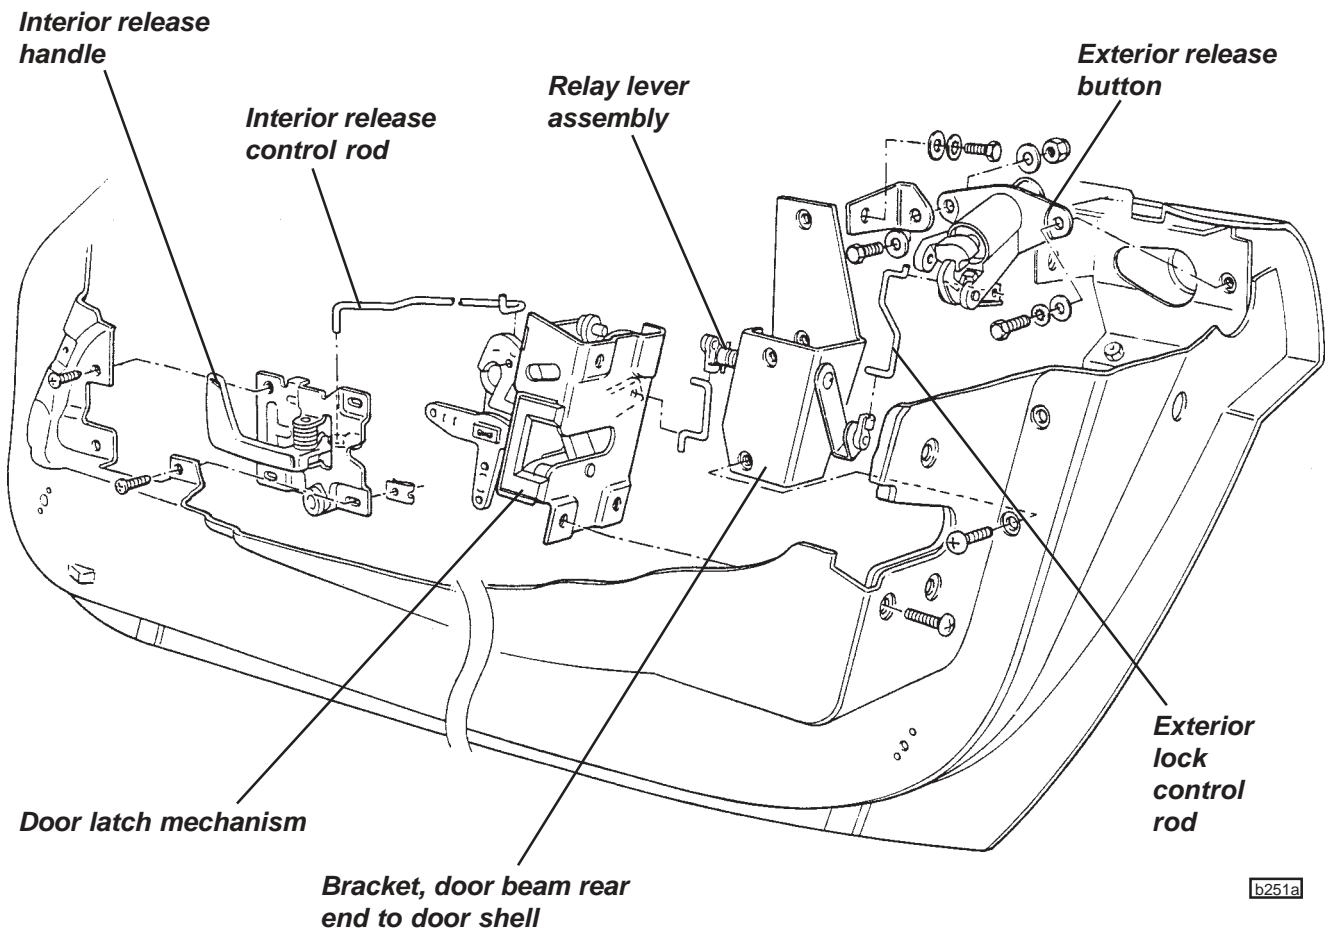 Interior release
handle
Exterior release
button
Relay lever
assembly
Interior release
control rod
Exterior
lock
control
rod
Door latch mechanism
Bracket, door beam rear
end to door shell
b251a